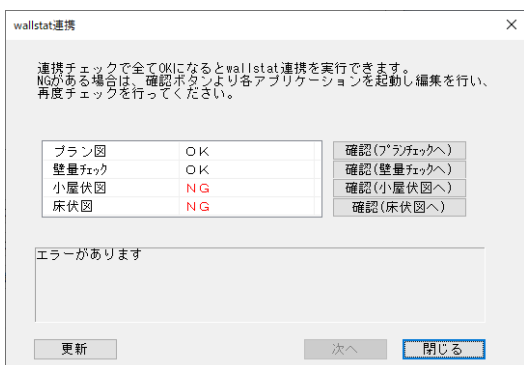 wallstat連携
連携チェックで全てOKになるとwallstat連携を実行できます。
NGがある場合は、確認ボタンより各アプリケーションを起動し編集を行い、
再度チェックを行ってください。
プラン図 OK 確認(プランチェックへ)
壁量チェック OK 確認(壁量チェックへ)
小屋伏図 NG 確認(小屋伏図へ)
床伏図 NG 確認(床伏図へ)
エラーがあります
更新 次へ 閉じる